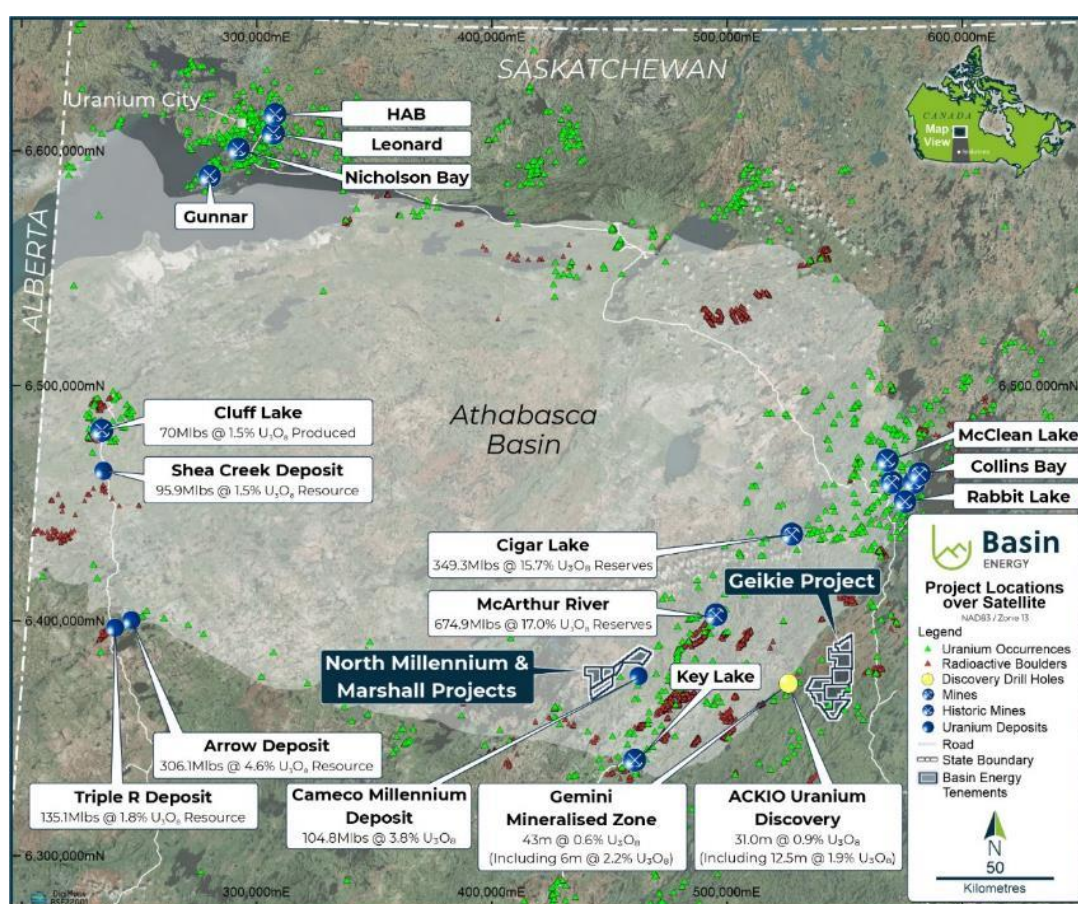 300,000mE
400,000mE
500,000mE
600,000mE
SASKATCHEWAN
CANADA
Map
View
Uranium City
HAB
Leonard
6,600,000mN
Nicholson Bay
Gunnar
ALBERTA
6,500,000mN
6,500,000mN
Cluff Lake
70Mlbs @ 1.5% U₃O₈ Produced
Athabasca
Basin
McClean Lake
Collins Bay
Rabbit Lake
Shea Creek Deposit
95.9Mlbs @ 1.5% U₃O₈ Resource
Cigar Lake
349.3Mlbs @ 15.7% U₃O₈ Reserves
Geikie Project
McArthur River
674.9Mlbs @ 17.0% U₃O₈ Reserves
6,400,000mN
North Millennium &
Marshall Projects
Key Lake
Arrow Deposit
306.1Mlbs @ 4.6% U₃O₈ Resource
Triple R Deposit
135.1Mlbs @ 1.8% U₃O₈ Resource
Cameco Millennium
Deposit
104.8Mlbs @ 3.8% U₃O₈
Gemini
Mineralised Zone
43m @ 0.6% U₃O₈
(Including 6m @ 2.2% U₃O₈)
ACKIO Uranium
Discovery
31.0m @ 0.9% U₃O₈
(Including 12.5m @ 1.9% U₃O₈)
6,300,000mN
300,000mE
400,000mE
500,000mE
Basin
ENERGY
Project Locations
over Satellite
NAD83 / Zone 13
Legend
Uranium Occurrences
Radioactive Boulders
Discovery Drill Holes
Mines
Historic Mines
Uranium Deposits
Road
State Boundary
Basin Energy
Tenements
N
50
Kilometres